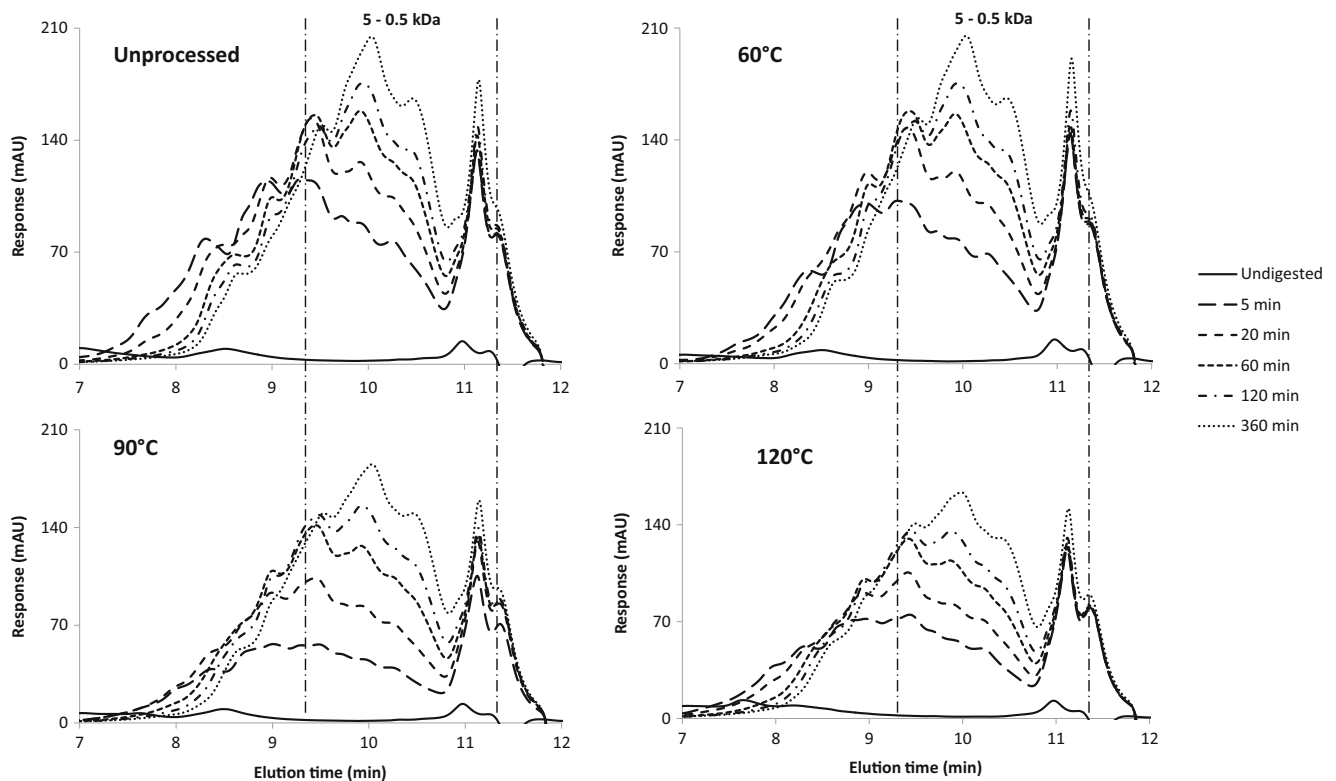 5 - 0.5 kDa
5 - 0.5 kDa
Unprocessed
60°C
Response (mAU)
210
140
70
0
7 8 9 10 11 12
Response (mAU)
210
140
70
0
7 8 9 10 11 12
Undigested
5 min
20 min
60 min
120 min
360 min
90°C
120°C
Response (mAU)
210
140
70
0
7 8 9 10 11 12
Elution time (min)
Response (mAU)
210
140
70
0
7 8 9 10 11 12
Elution time (min)